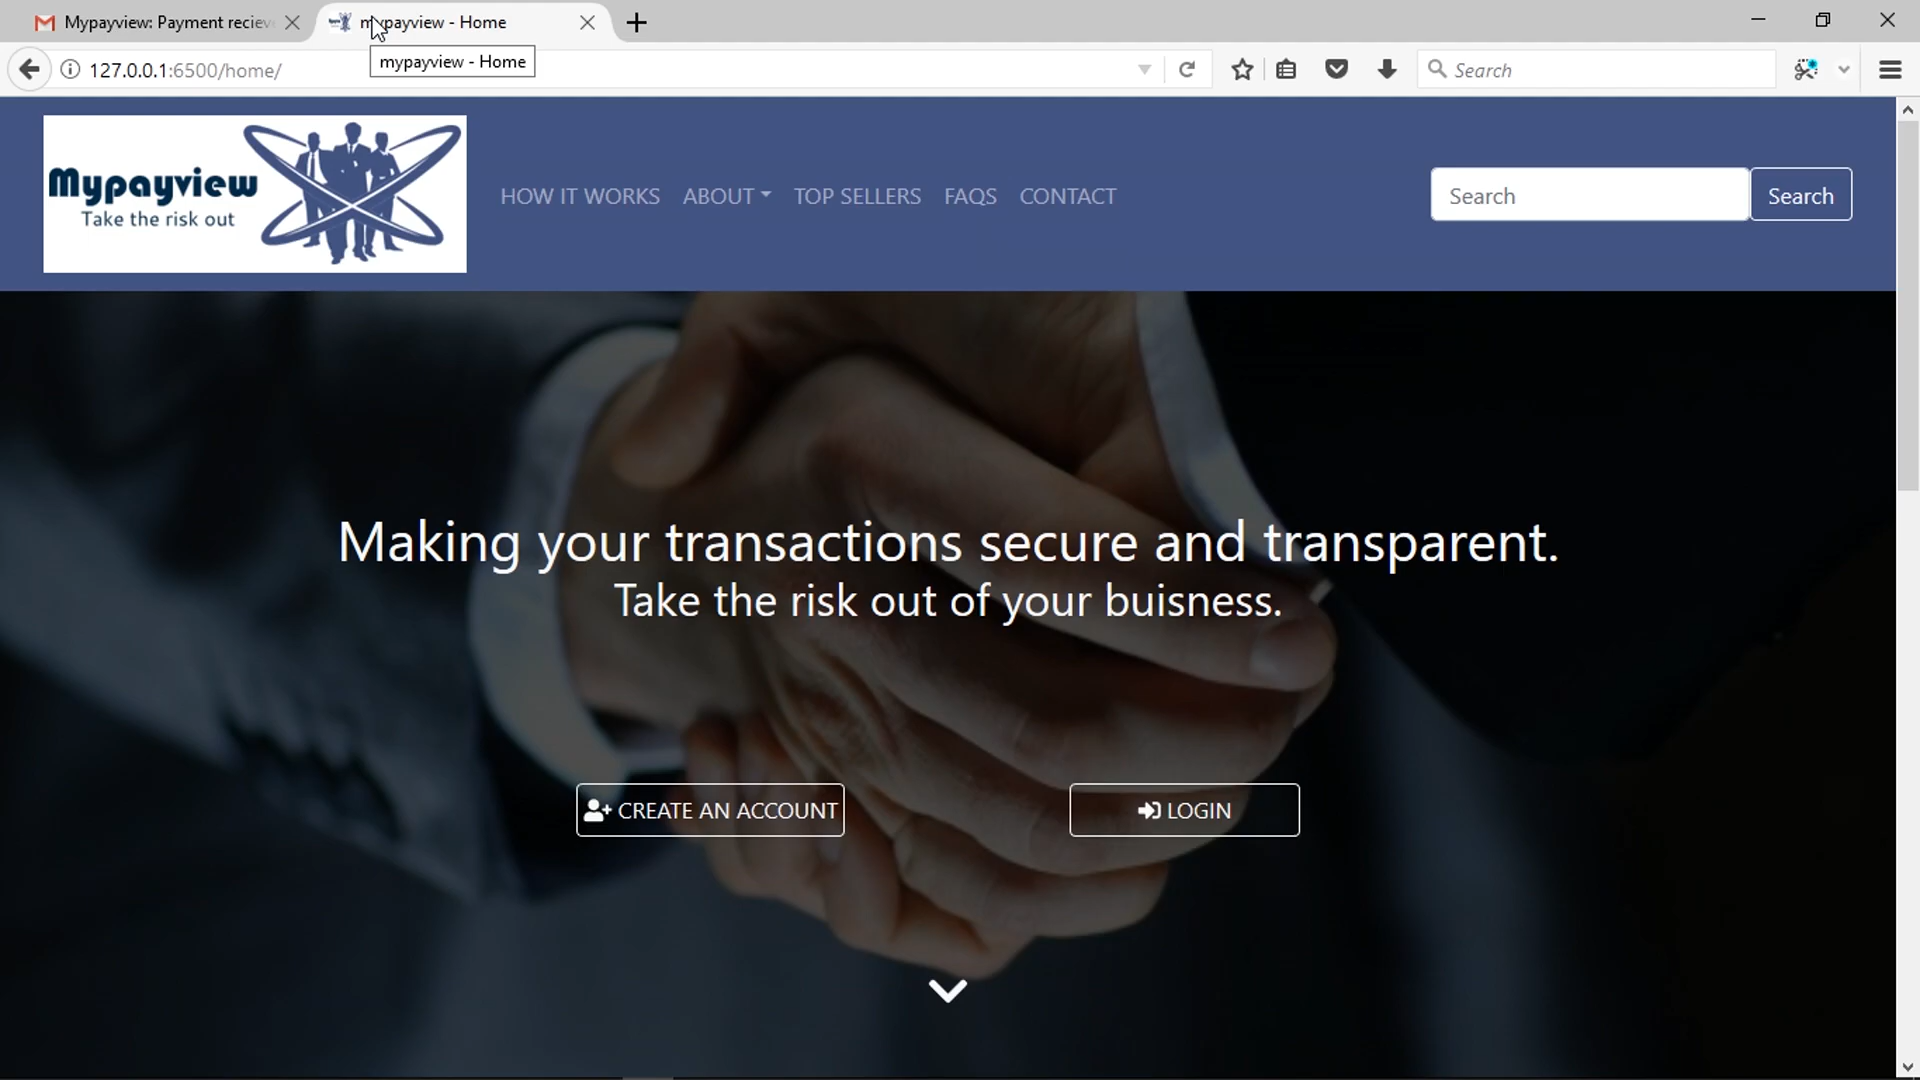 Mypayview: Payment reciev
mypayview - Home
127.0.0.1:6500/home/
mypayview - Home
Search
Mypayview
Take the risk out
HOW IT WORKS
ABOUT
TOP SELLERS
FAQS
CONTACT
Search
Search
Making your transactions secure and transparent.
Take the risk out of your buisness.
CREATE AN ACCOUNT
LOGIN